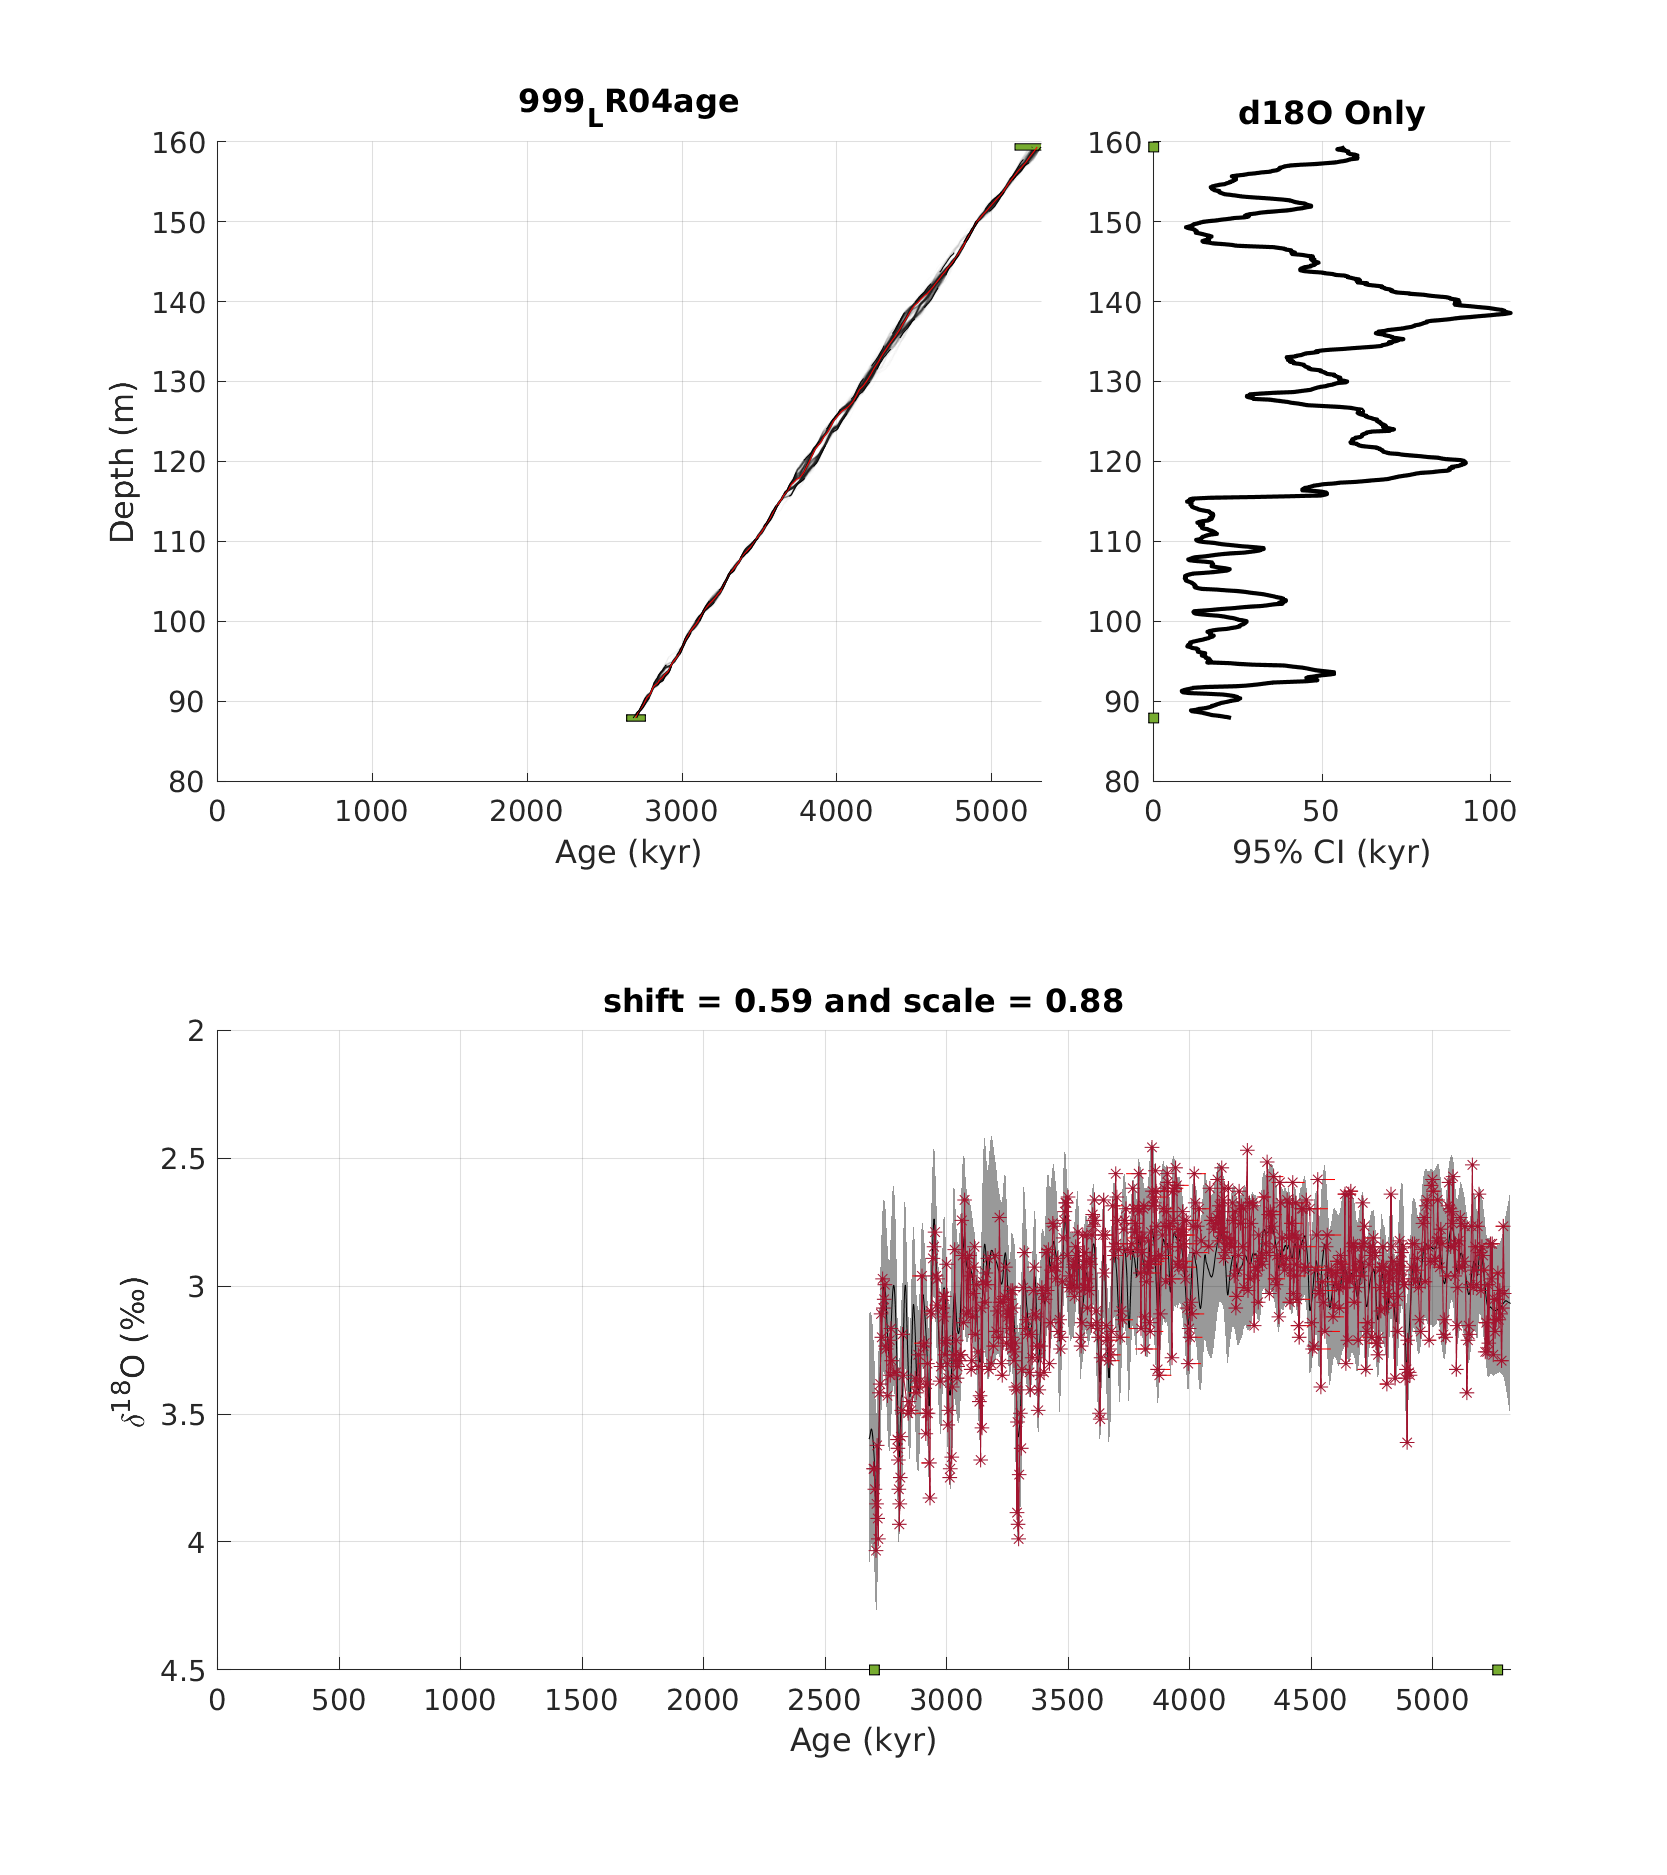 999LR04age
160
150
140
130
120
110
100
90
80
Depth (m)
0 1000 2000 3000 4000 5000
Age (kyr)
d18O Only
160
150
140
130
120
110
100
90
80
0 50 100
95% CI (kyr)
shift = 0.59 and scale = 0.88
2
2.5
3
3.5
4
4.5
δ18O (‰)
0 500 1000 1500 2000 2500 3000 3500 4000 4500 5000
Age (kyr)